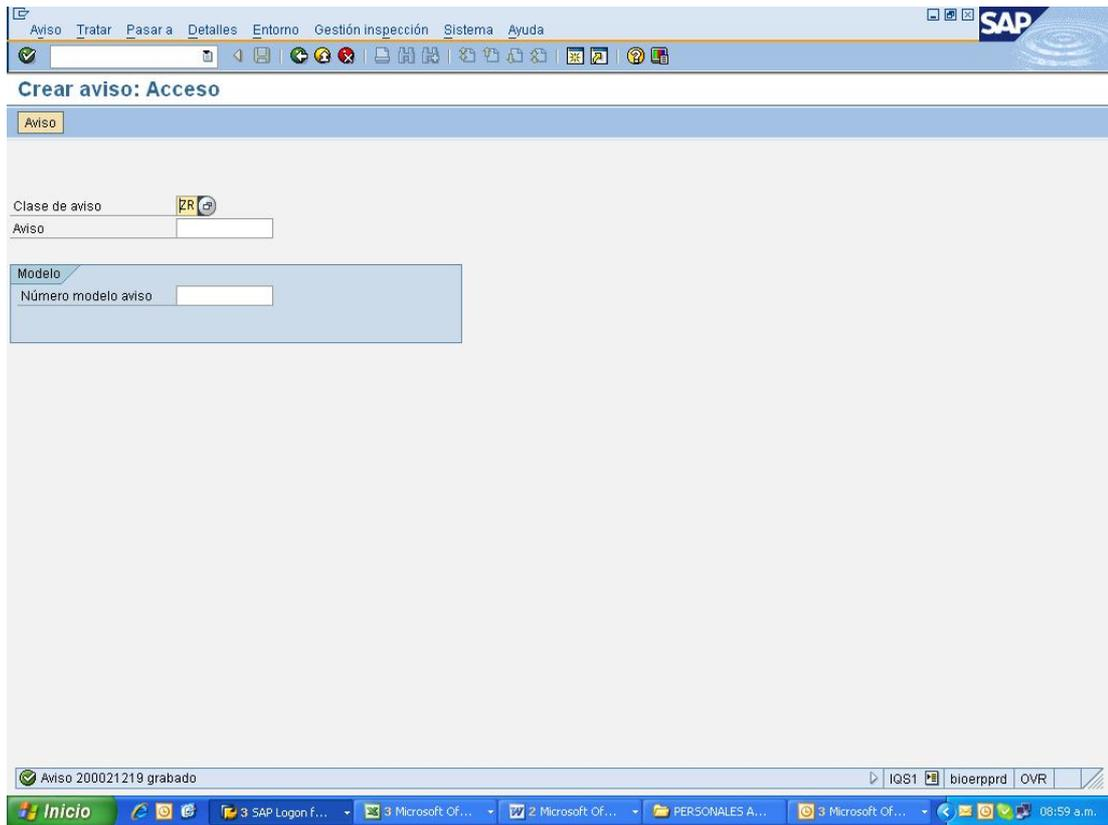 Aviso Tratar Pasar a Detalles Entorno Gestión inspección Sistema Ayuda
SAP
Crear aviso: Acceso
Aviso
Clase de aviso ZR
Aviso
Modelo
Número modelo aviso
Aviso 200021219 grabado IQS1 bioerpprd OVR
Inicio 3 SAP Logon f... 3 Microsoft Of... 2 Microsoft Of... PERSONALES A... 3 Microsoft Of... 08:59 a.m.